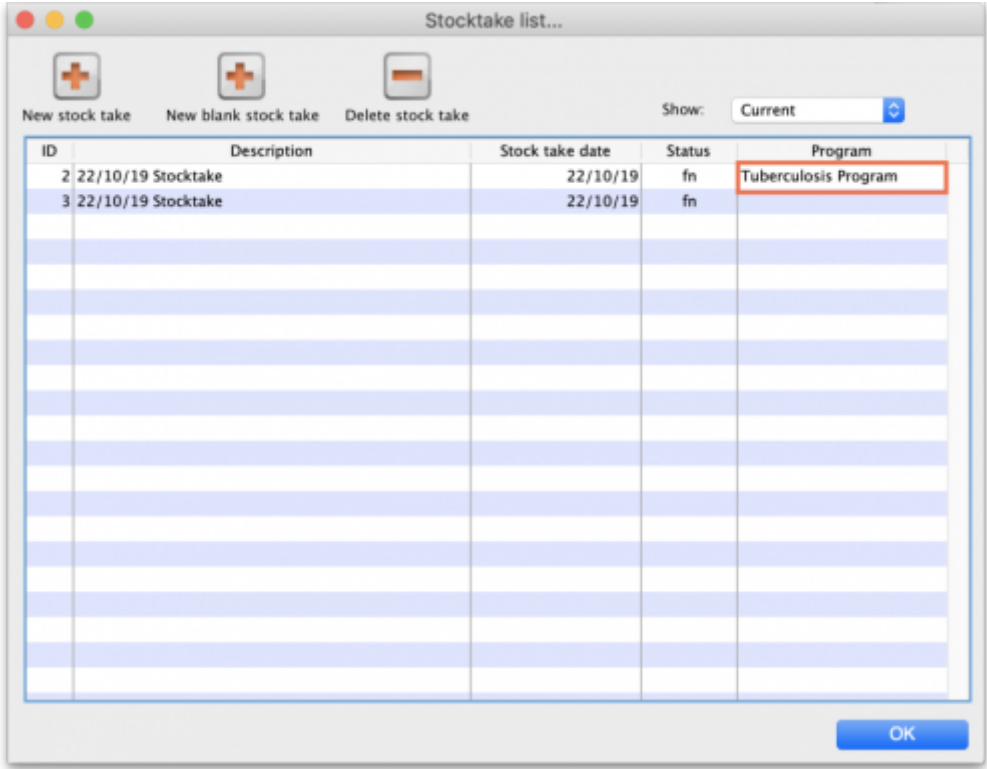 Stocktake list...
New stock take New blank stock take Delete stock take Show: Current
ID Description Stock take date Status Program
2 22/10/19 Stocktake 22/10/19 fn Tuberculosis Program
3 22/10/19 Stocktake 22/10/19 fn
OK